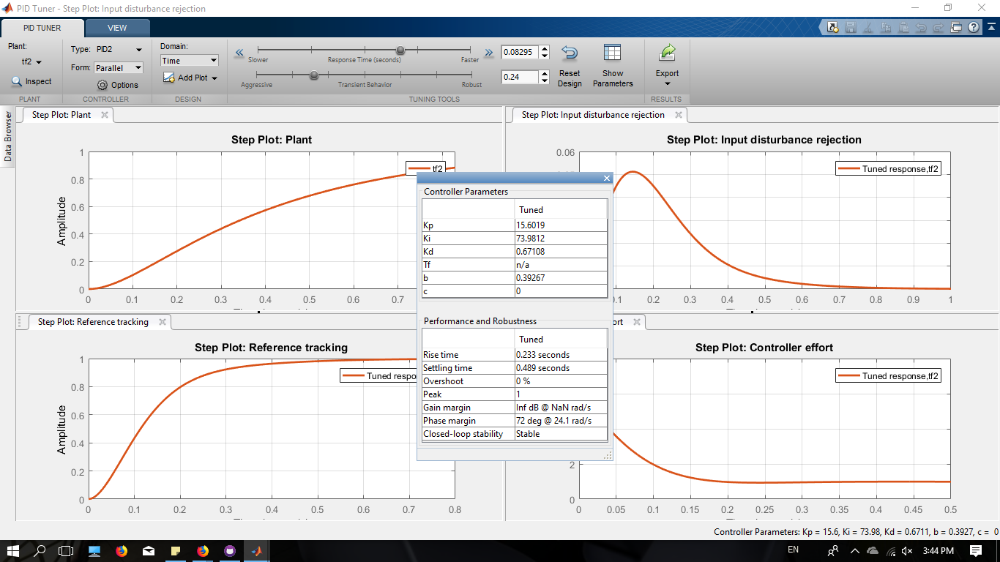 PID Tuner - Step Plot: Input disturbance rejection
PID TUNER
VIEW
Plant:
tf2
Inspect
PLANT
Type: PID2
Form: Parallel
Options
CONTROLLER
Domain:
Time
Add Plot
DESIGN
Slower
Response Time (seconds)
Faster
0.08295
Aggressive
Transient Behavior
Robust
0.24
Reset
Design
Show
Parameters
TUNING TOOLS
Export
RESULTS
Data Browser
Step Plot: Plant
Step Plot: Plant
Amplitude
1
0.8
0.6
0.4
0.2
0
0 0.1 0.2 0.3 0.4 0.5 0.6 0.7
tf2
Step Plot: Input disturbance rejection
Step Plot: Input disturbance rejection
0.06
Tuned response,tf2
0.1 0.2 0.3 0.4 0.5 0.6 0.7 0.8 0.9 1
Controller Parameters
Tuned
Kp 15.6019
Ki 73.9812
Kd 0.67108
Tf n/a
b 0.39267
c 0
Performance and Robustness
Tuned
Rise time 0.233 seconds
Settling time 0.489 seconds
Overshoot 0 %
Peak 1
Gain margin Inf dB @ NaN rad/s
Phase margin 72 deg @ 24.1 rad/s
Closed-loop stability Stable
Step Plot: Reference tracking
Step Plot: Reference tracking
Amplitude
1
0.8
0.6
0.4
0.2
0
0 0.1 0.2 0.3 0.4 0.5 0.6 0.7 0.8
Tuned respo
ort
Step Plot: Controller effort
Tuned response,tf2
2
0
0 0.05 0.1 0.15 0.2 0.25 0.3 0.35 0.4 0.45 0.5
Controller Parameters: Kp = 15.6, Ki = 73.98, Kd = 0.6711, b = 0.3927, c = 0
EN
3:44 PM